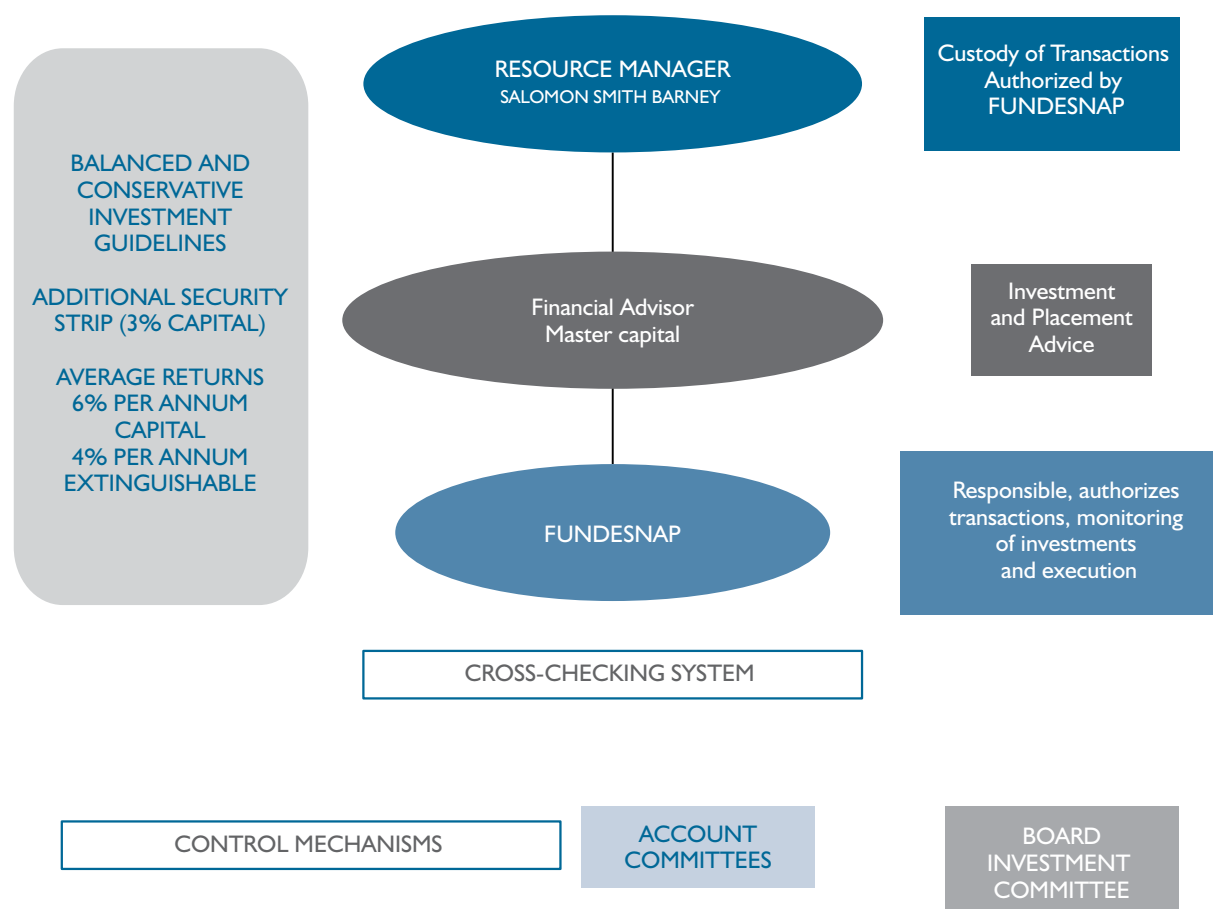 RESOURCE MANAGER
SALOMON SMITH BARNEY
Custody of Transactions
Authorized by
FUNDESNAP
BALANCED AND
CONSERVATIVE
INVESTMENT
GUIDELINES
ADDITIONAL SECURITY
STRIP (3% CAPITAL)
AVERAGE RETURNS
6% PER ANNUM
CAPITAL
4% PER ANNUM
EXTINGUISHABLE
Financial Advisor
Master capital
Investment
and Placement
Advice
FUNDESNAP
Responsible, authorizes
transactions, monitoring
of investments
and execution
CROSS-CHECKING SYSTEM
CONTROL MECHANISMS
ACCOUNT
COMMITTEES
BOARD
INVESTMENT
COMMITTEE